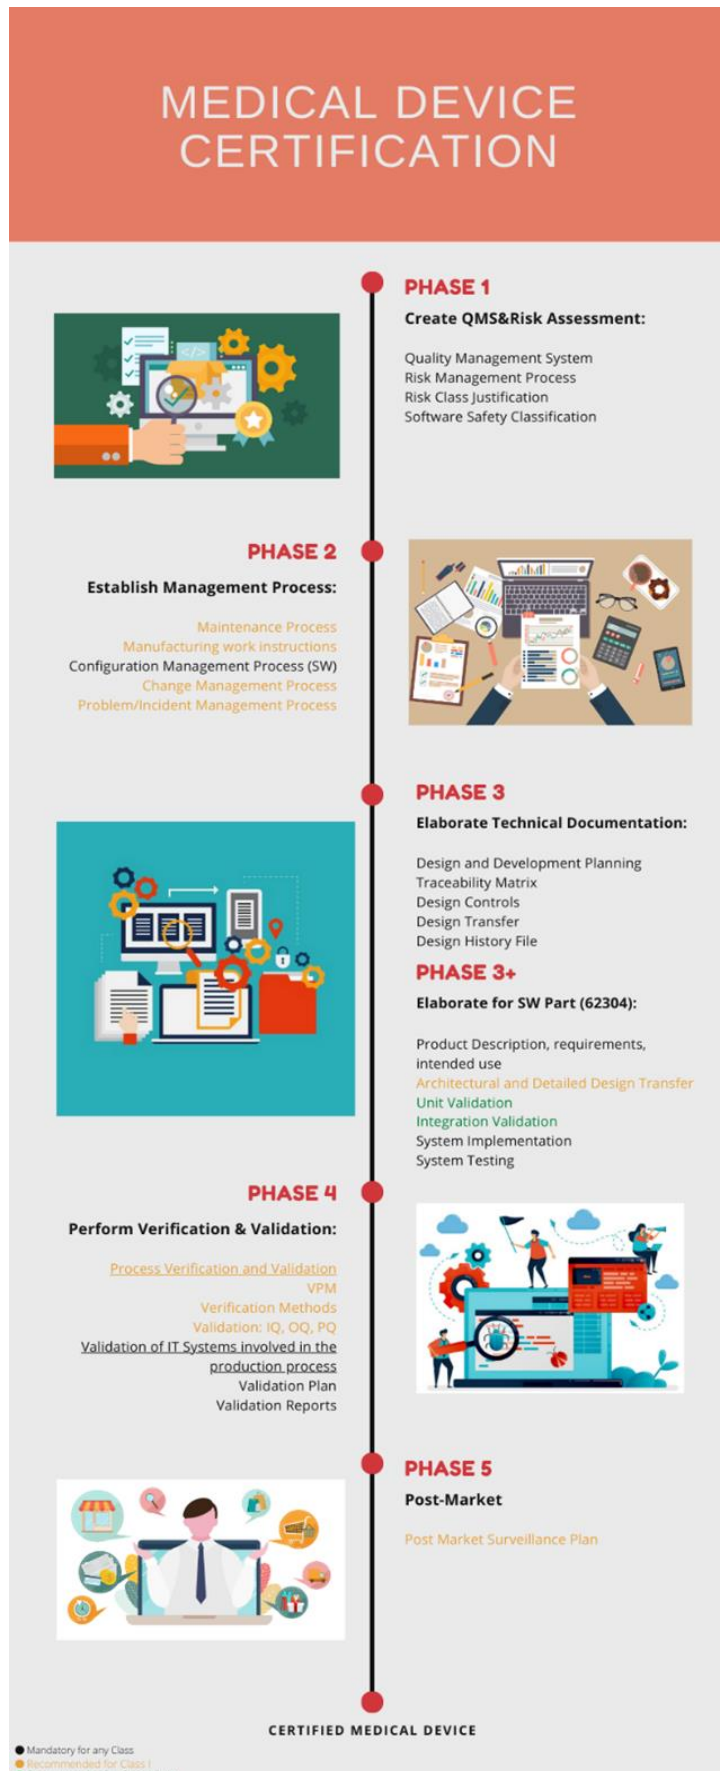 MEDICAL DEVICE
CERTIFICATION
PHASE 1
Create QMS&Risk Assessment:
Quality Management System
Risk Management Process
Risk Class Justification
Software Safety Classification
PHASE 2
Establish Management Process:
Maintenance Process
Manufacturing work instructions
Configuration Management Process (SW)
Change Management Process
Problem/Incident Management Process
PHASE 3
Elaborate Technical Documentation:
Design and Development Planning
Traceability Matrix
Design Controls
Design Transfer
Design History File
PHASE 3+
Elaborate for SW Part (62304):
Product Description, requirements,
intended use
Architectural and Detailed Design Transfer
Unit Validation
Integration Validation
System Implementation
System Testing
PHASE 4
Perform Verification & Validation:
Process Verification and Validation
VPM
Verification Methods
Validation: IQ, OQ, PQ
Validation of IT Systems involved in the
production process
Validation Plan
Validation Reports
PHASE 5
Post-Market
Post Market Surveillance Plan
CERTIFIED MEDICAL DEVICE
Mandatory for any Class
Recommended for Class I